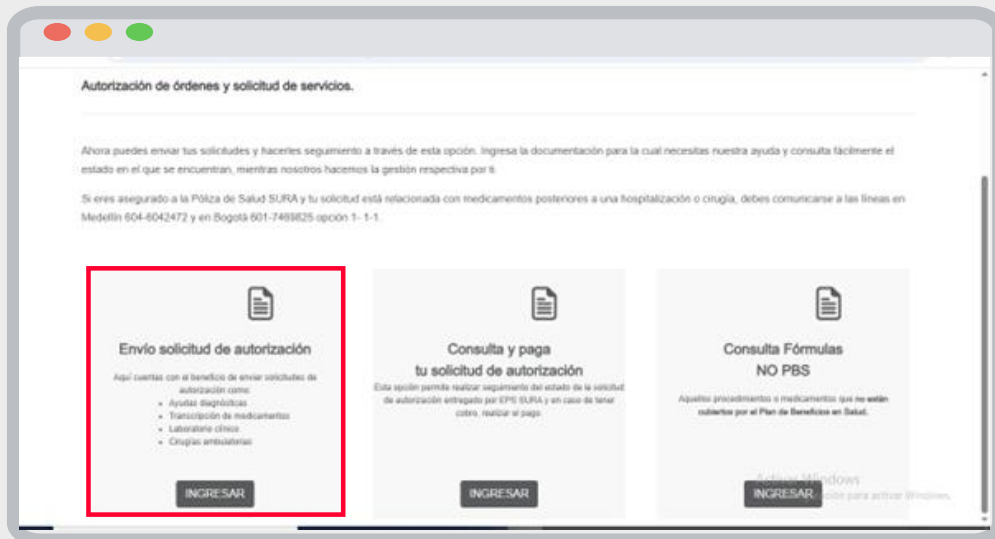 Autorización de órdenes y solicitud de servicios.
Ahora puedes enviar tus solicitudes y hacerles seguimiento a través de esta opción. Ingresa la documentación para la cual necesitas nuestra ayuda y consulta fácilmente el
estado en el que se encuentran, mientras nosotros hacemos la gestión respectiva por ti.
Si eres asegurado a la Póliza de Salud SURA y tu solicitud está relacionada con medicamentos posteriores a una hospitalización o cirugía, debes comunicarse a las líneas en
Medellín 604-6042472 y en Bogotá 601-7469825 opción 1- 1-1.
Envío solicitud de autorización
Aquí cuentas con el beneficio de enviar solicitudes de
autorización como:
• Ayudas diagnósticas
• Transcripción de medicamentos
• Laboratorio clínico
• Cirugías ambulatorias
INGRESAR
Consulta y paga
tu solicitud de autorización
Esta opción permite realizar seguimiento del estado de la solicitud
de autorización entregado por EPS SURA y en caso de tener
cobro, realizar el pago.
INGRESAR
Consulta Fórmulas
NO PBS
Aquellos procedimientos o medicamentos que no están
cubiertos por el Plan de Beneficios en Salud.
INGRESAR
Activar Windows
para activar Windows.